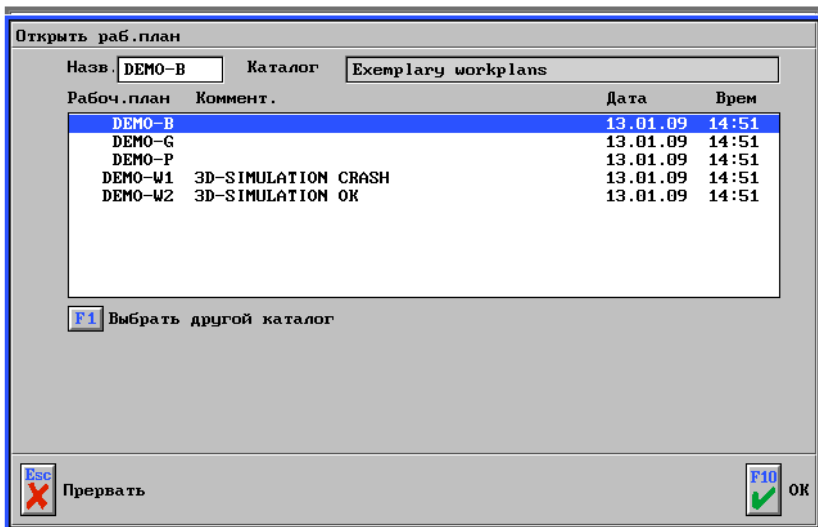 Открыть раб.план
Назв. DEMO-B Каталог Exemplary workplans
Рабоч.план Коммент. Дата Врем
DEMO-B 13.01.09 14:51
DEMO-G 13.01.09 14:51
DEMO-P 13.01.09 14:51
DEMO-W1 3D-SIMULATION CRASH 13.01.09 14:51
DEMO-W2 3D-SIMULATION OK 13.01.09 14:51
F1 Выбрать другой каталог
Esc Прервать F10 OK